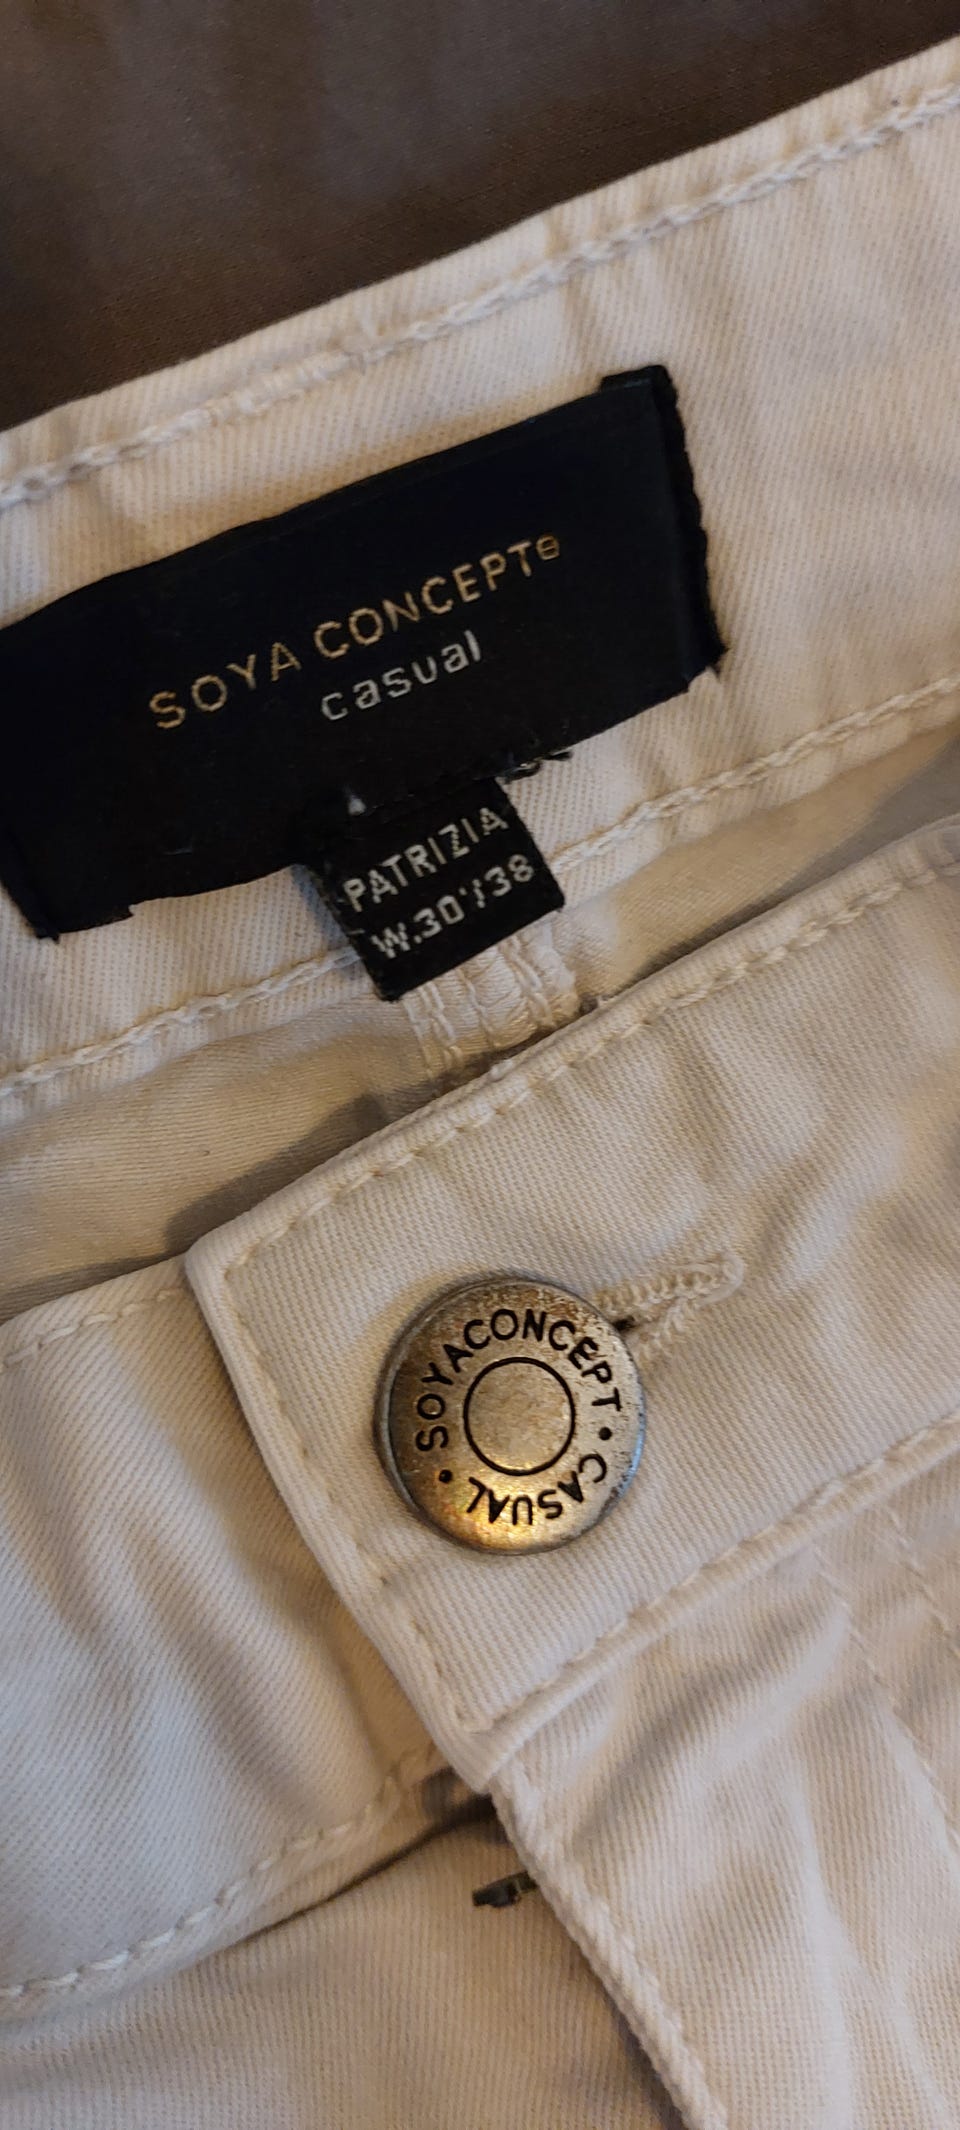 SOYA CONCEPT®
casual
PATRIZIA
W.30"/38
SOYACONCEPT • CASUAL •